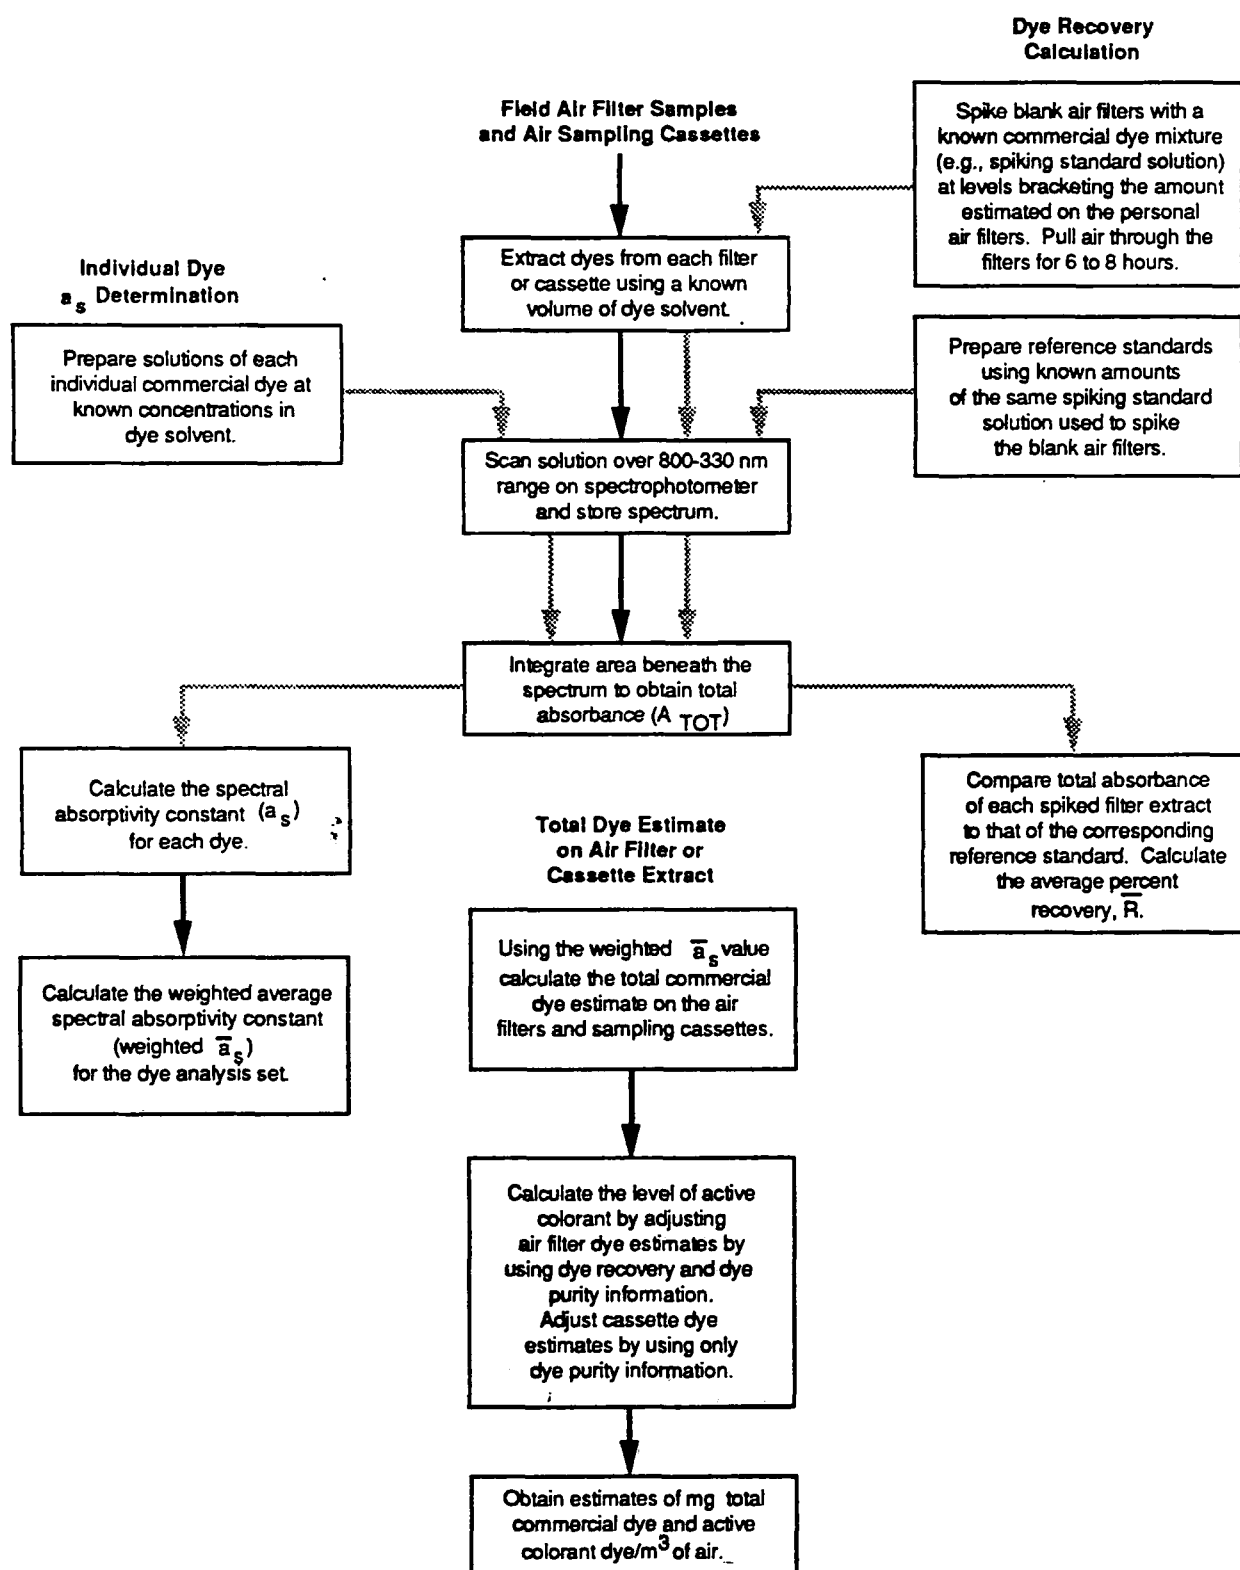 Dye Recovery
Calculation
Field Air Filter Samples
and Air Sampling Cassettes
Spike blank air filters with a
known commercial dye mixture
(e.g., spiking standard solution)
at levels bracketing the amount
estimated on the personal
air filters. Pull air through the
filters for 6 to 8 hours.
Extract dyes from each filter
or cassette using a known
volume of dye solvent.
Individual Dye
a s Determination
Prepare solutions of each
individual commercial dye at
known concentrations in
dye solvent.
Prepare reference standards
using known amounts
of the same spiking standard
solution used to spike
the blank air filters.
Scan solution over 800-330 nm
range on spectrophotometer
and store spectrum.
Integrate area beneath the
spectrum to obtain total
absorbance (A TOT)
Calculate the spectral
absorptivity constant (a s)
for each dye.
Calculate the weighted average
spectral absorptivity constant
(weighted a̅ s)
for the dye analysis set.
Compare total absorbance
of each spiked filter extract
to that of the corresponding
reference standard. Calculate
the average percent
recovery, R̅.
Total Dye Estimate
on Air Filter or
Cassette Extract
Using the weighted a̅ s value
calculate the total commercial
dye estimate on the air
filters and sampling cassettes.
Calculate the level of active
colorant by adjusting
air filter dye estimates by
using dye recovery and dye
purity information.
Adjust cassette dye
estimates by using only
dye purity information.
Obtain estimates of mg total
commercial dye and active
colorant dye/m³ of air.